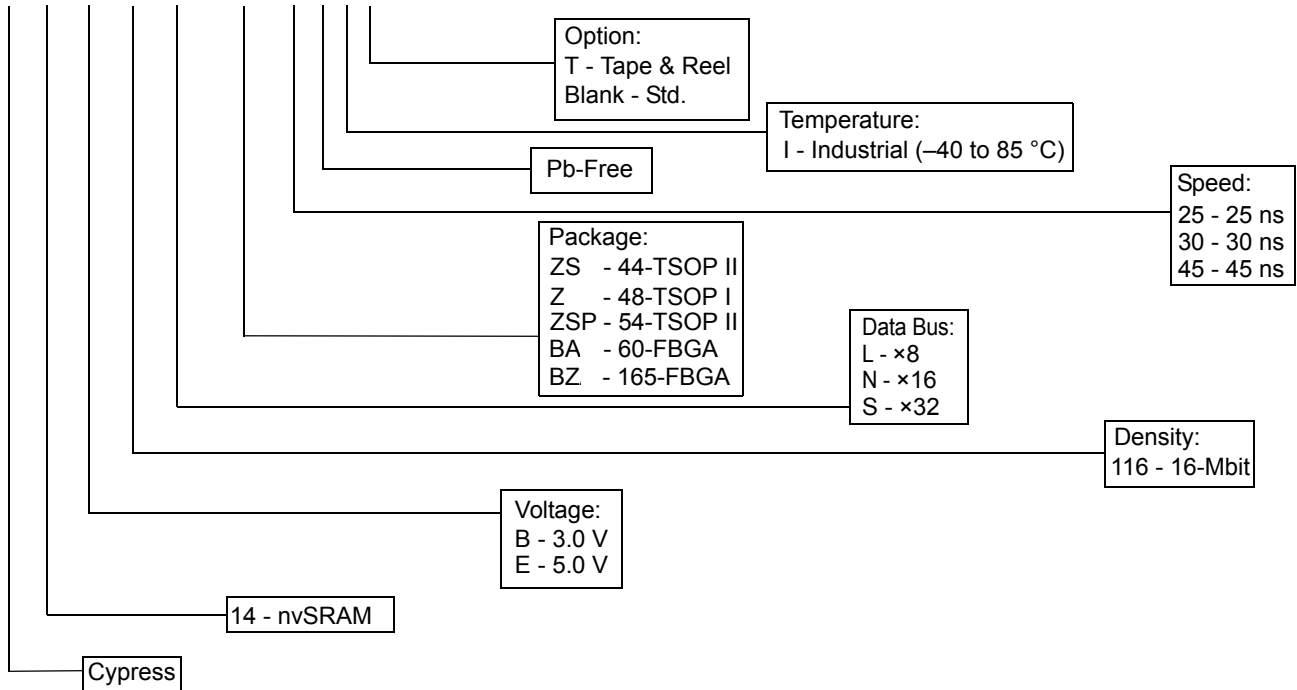 Option:
T - Tape & Reel
Blank - Std.
Temperature:
I - Industrial (–40 to 85 °C)
Pb-Free
Speed:
25 - 25 ns
30 - 30 ns
45 - 45 ns
Package:
ZS - 44-TSOP II
Z - 48-TSOP I
ZSP - 54-TSOP II
BA - 60-FBGA
BZ - 165-FBGA
Data Bus:
L - ×8
N - ×16
S - ×32
Density:
116 - 16-Mbit
Voltage:
B - 3.0 V
E - 5.0 V
14 - nvSRAM
Cypress